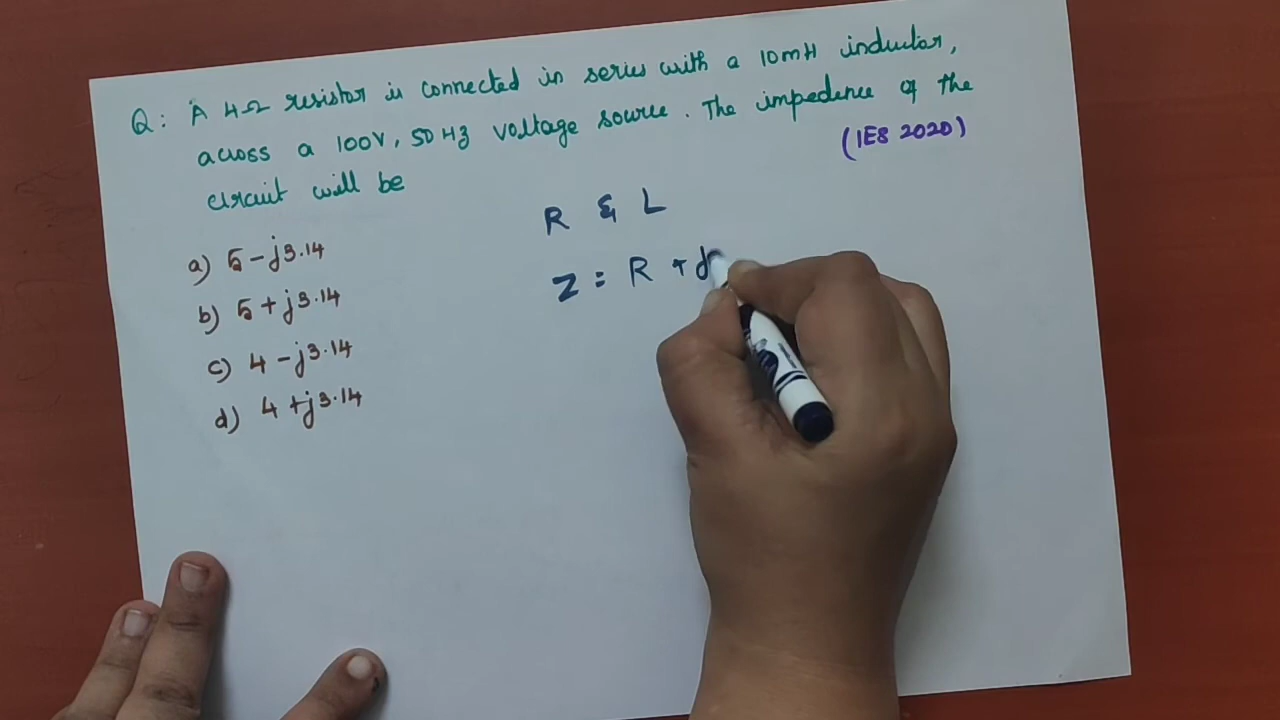 Q: A 4Ω resistor is connected in series with a 10mH inductor,
across a 100V, 50Hz voltage source. The impedence of the
circuit will be
(IES 2020)
R & L
a) 5-j3.14
Z = R + j
b) 5+j3.14
c) 4-j3.14
d) 4+j3.14